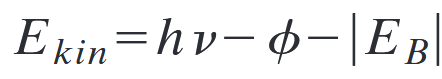 E_kin = hν − ϕ − |E_B|